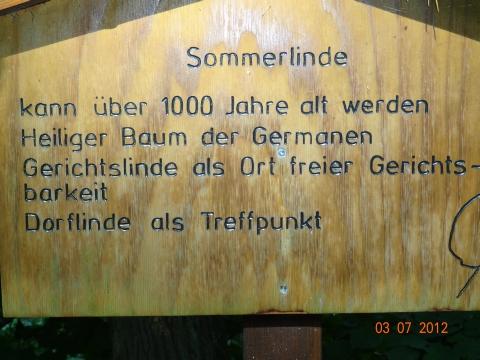 Sommerlinde
kann über 1000 Jahre alt werden
Heiliger Baum der Germanen
Gerichtslinde als Ort freier Gerichts-
barkeit
Dorflinde als Treffpunkt
03 07 2012